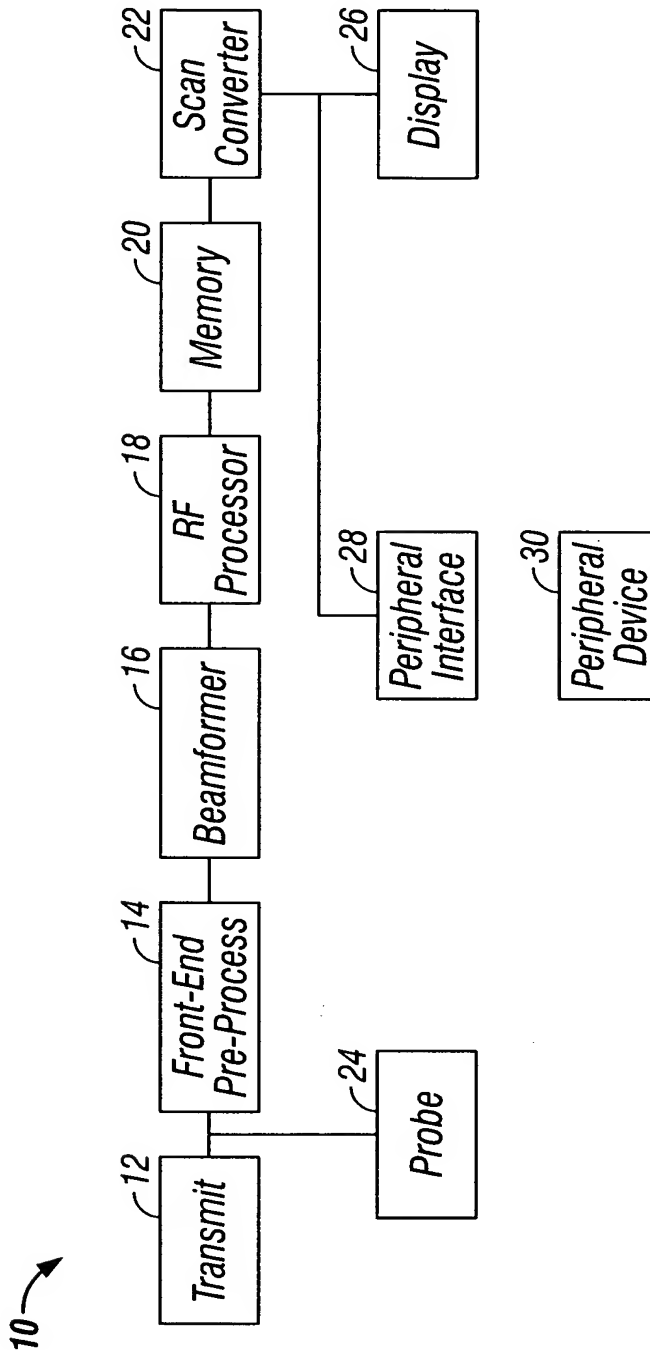 10
12
Transmit
14
Front-End
Pre-Process
16
Beamformer
18
RF
Processor
20
Memory
22
Scan
Converter
24
Probe
28
Peripheral
Interface
26
Display
30
Peripheral
Device